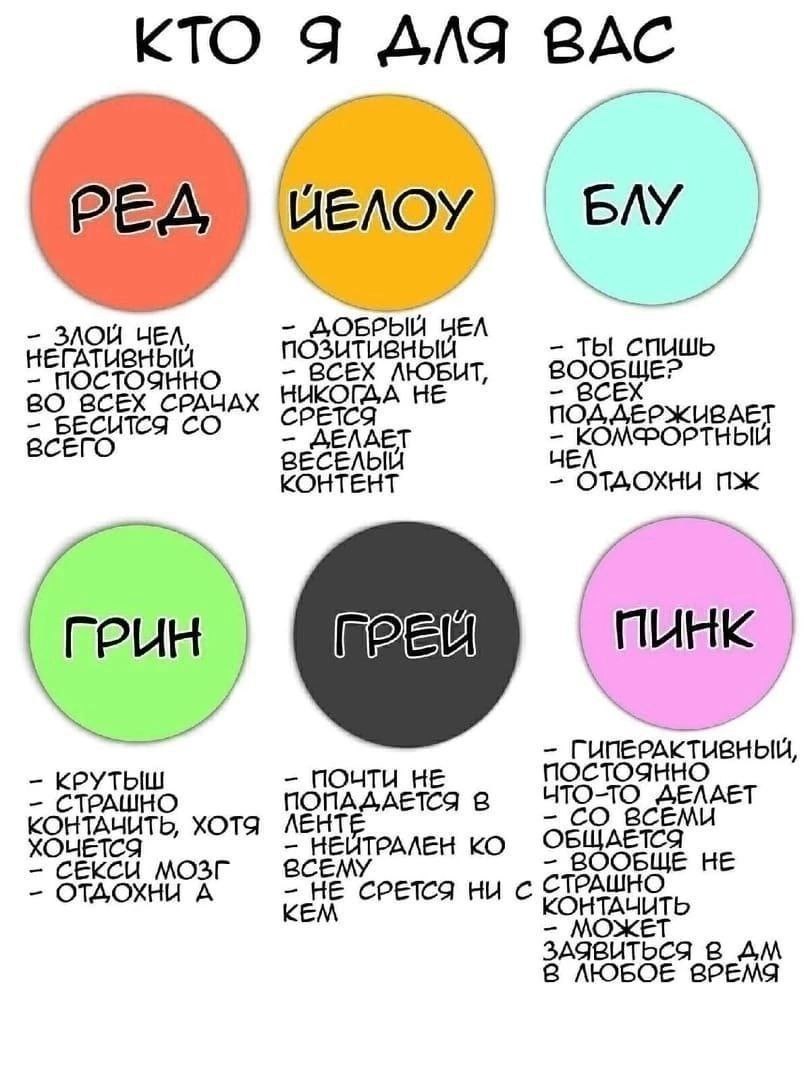 КТО Я ДЛЯ ВАС
РЕД
- ЗЛОЙ ЧЕЛ,
НЕГАТИВНЫЙ
- ПОСТОЯННО
ВО ВСЕХ СРАЧАХ
- БЕСИТСЯ СО
ВСЕГО
ЙЕЛОУ
- ДОБРЫЙ ЧЕЛ
ПОЗИТИВНЫЙ
- ВСЕХ ЛЮБИТ,
НИКОГДА НЕ
СРЕТСЯ
- ДЕЛАЕТ
ВЕСЕЛЫЙ
КОНТЕНТ
БЛУ
- ТЫ СПИШЬ
ВООБЩЕ?
- ВСЕХ
ПОДДЕРЖИВАЕТ
- КОМФОРТНЫЙ
ЧЕЛ
- ОТДОХНИ ПЖ
ГРИН
- КРУТЫШ
- СТРАШНО
КОНТАЧИТЬ, ХОТЯ
ХОЧЕТСЯ
- СЕКСИ МОЗГ
- ОТДОХНИ А
ГРЕЙ
- ПОЧТИ НЕ
ПОПАДАЕТСЯ В
ЛЕНТЕ
- НЕЙТРАЛЕН КО
ВСЕМУ
- НЕ СРЕТСЯ НИ С
КЕМ
ПИНК
- ГИПЕРАКТИВНЫЙ,
ПОСТОЯННО
ЧТО-ТО ДЕЛАЕТ
- СО ВСЕМИ
ОБЩАЕТСЯ
- ВООБЩЕ НЕ
СТРАШНО
КОНТАЧИТЬ
- МОЖЕТ
ЗАЯВИТЬСЯ В ДМ
В ЛЮБОЕ ВРЕМЯ